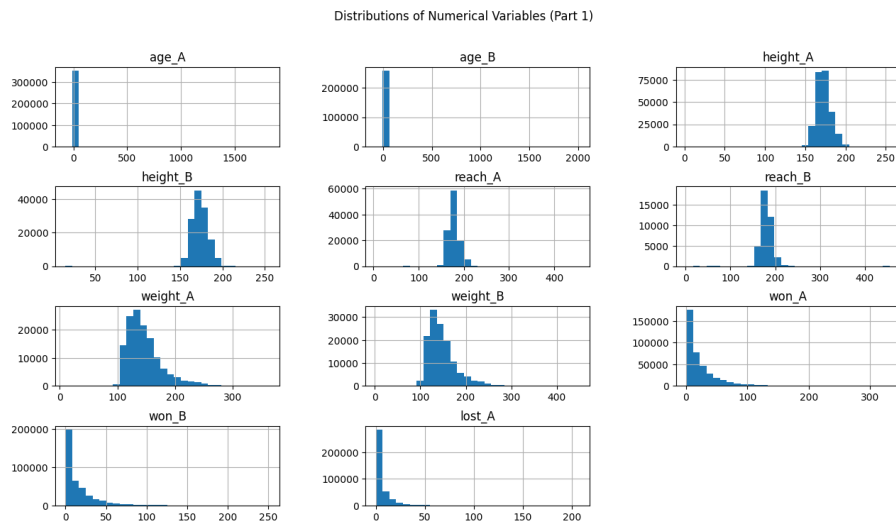 Distributions of Numerical Variables (Part 1)
age_A
age_B
height_A
300000
200000
100000
0
0 500 1000 1500
200000
100000
0
0 500 1000 1500 2000
75000
50000
25000
0
0 50 100 150 200 250
height_B
reach_A
reach_B
40000
20000
0
50 100 150 200 250
60000
40000
20000
0
0 100 200 300 400
15000
10000
5000
0
100 200 300 400
weight_A
weight_B
won_A
20000
10000
0
0 100 200 300
30000
20000
10000
0
0 100 200 300 400
150000
100000
50000
0
0 100 200 300
won_B
lost_A
200000
100000
0
0 50 100 150 200 250
300000
200000
100000
0
0 50 100 150 200